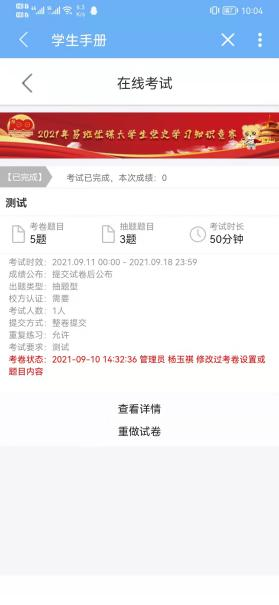 10:04
学生手册
在线考试
2021年易班优课大学生党史学习知识竞赛
【已完成】 考试已完成、本次成绩：0
测试
考卷题目 抽题题目 考试时长
5题 3题 50分钟
考试时效：2021.09.11 00:00 - 2021.09.18 23:59
成绩公布：提交试卷后公布
出题类型：抽题型
校方认证：需要
考试人数：1人
提交方式：整卷提交
重复练习：允许
考试要求：测试
考卷状态：2021-09-10 14:32:36 管理员 杨玉祺 修改过考卷设置或
题目内容
查看详情
重做试卷